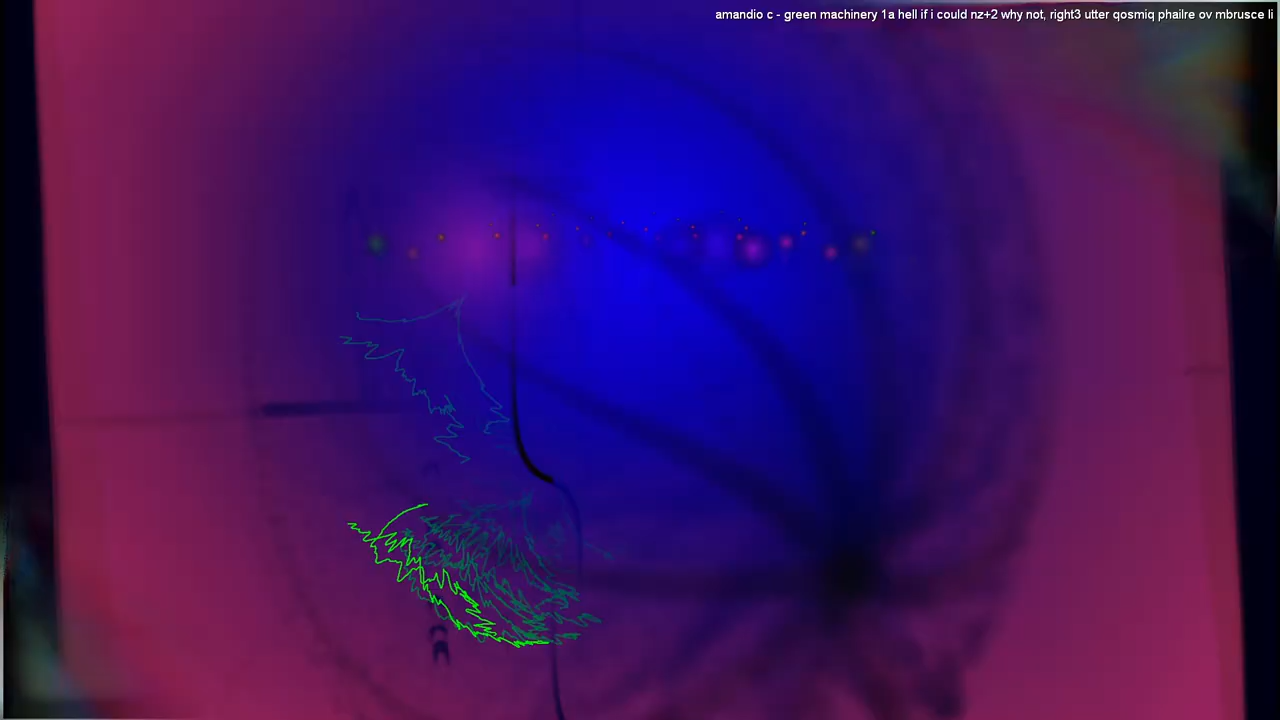 amandio c - green machinery 1a hell if i could nz+2 why not, right3 utter qosmiq phailre ov mbrusce li